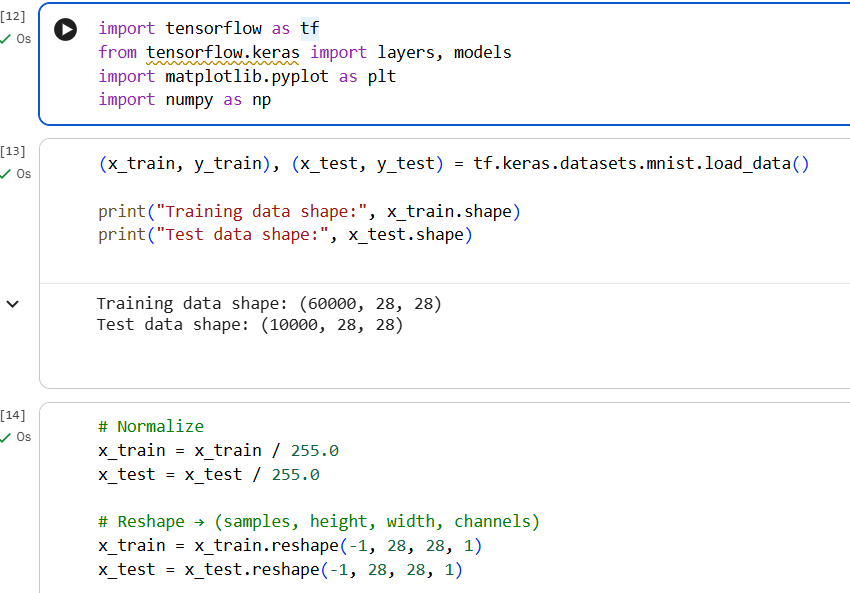 [12]
0s
import tensorflow as tf
from tensorflow.keras import layers, models
import matplotlib.pyplot as plt
import numpy as np
[13]
0s
(x_train, y_train), (x_test, y_test) = tf.keras.datasets.mnist.load_data()
print("Training data shape:", x_train.shape)
print("Test data shape:", x_test.shape)
Training data shape: (60000, 28, 28)
Test data shape: (10000, 28, 28)
[14]
0s
# Normalize
x_train = x_train / 255.0
x_test = x_test / 255.0
# Reshape → (samples, height, width, channels)
x_train = x_train.reshape(-1, 28, 28, 1)
x_test = x_test.reshape(-1, 28, 28, 1)